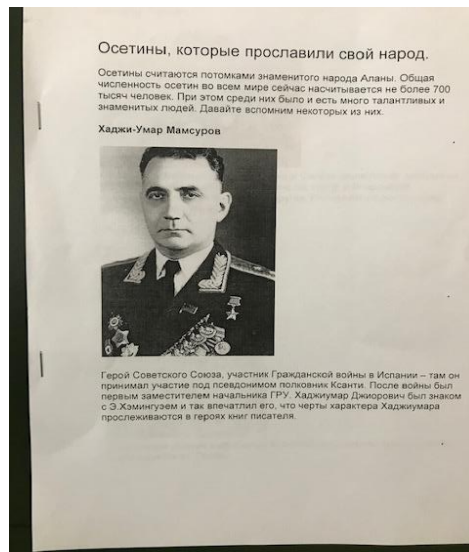 Осетины, которые прославили свой народ.
Осетины считаются потомками знаменитого народа Аланы. Общая
численность осетин во всем мире сейчас насчитывается не более 700
тысяч человек. При этом среди них было и есть много талантливых и
знаменитых людей. Давайте вспомним некоторых из них.
Хаджи-Умар Мамсуров
Герой Советского Союза, участник Гражданской войны в Испании – там он
принимал участие под псевдонимом полковник Ксанти. После войны был
первым заместителем начальника ГРУ. Хаджиумар Джиорович был знаком
с Э.Хэмингуэем и так впечатлил его, что черты характера Хаджиумара
прослеживаются в героях книг писателя.